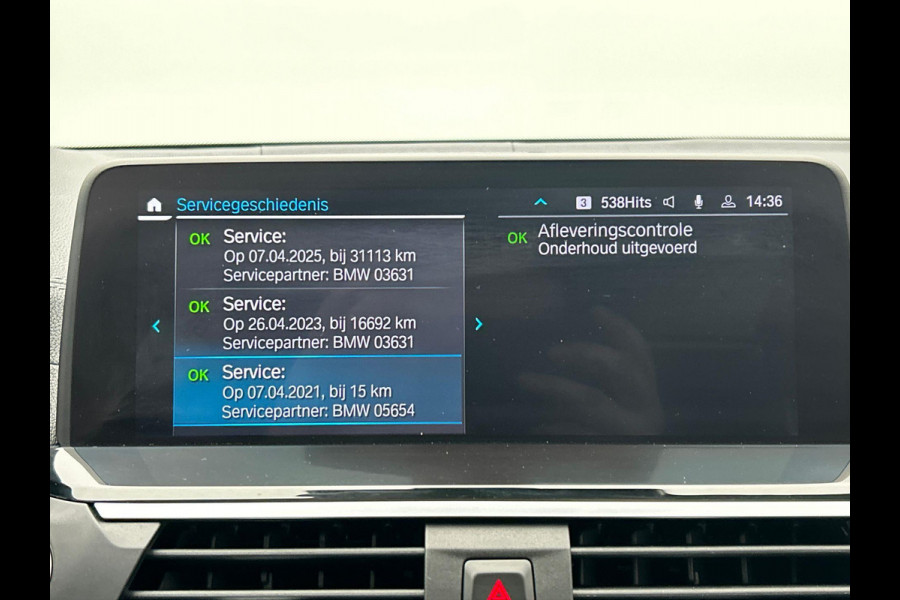 Servicegeschiedenis
3 538Hits 14:36
OK Service:
Op 07.04.2025, bij 31113 km
Servicepartner: BMW 03631
OK Service:
Op 26.04.2023, bij 16692 km
Servicepartner: BMW 03631
OK Service:
Op 07.04.2021, bij 15 km
Servicepartner: BMW 05654
OK Afleveringscontrole
Onderhoud uitgevoerd